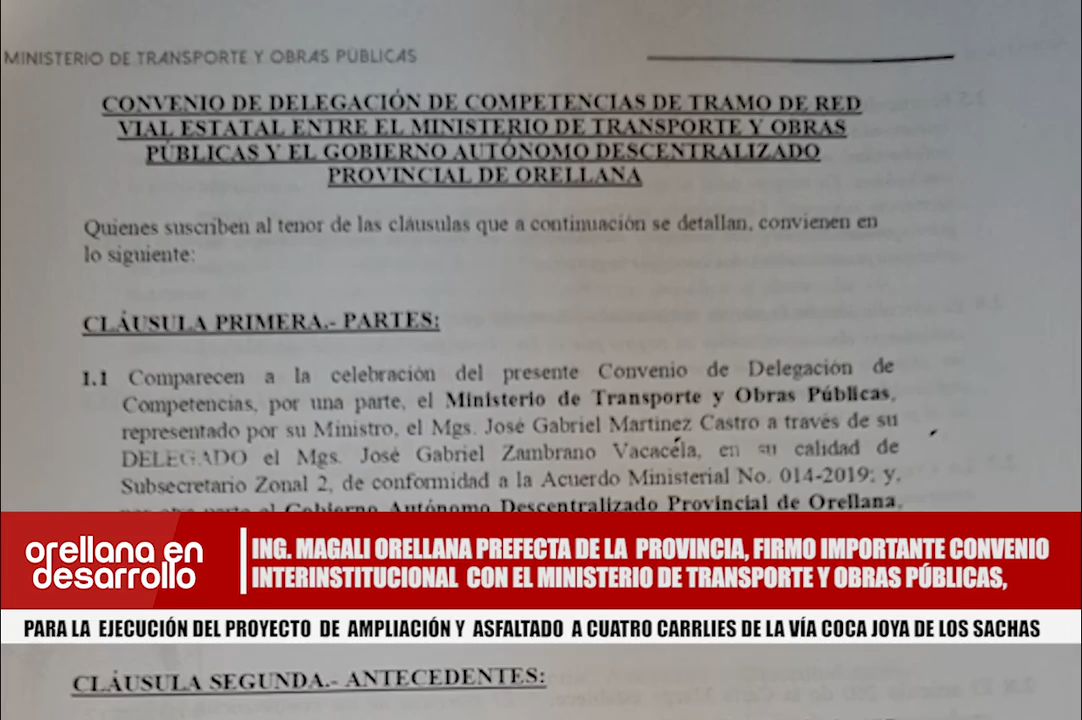 MINISTERIO DE TRANSPORTE Y OBRAS PÚBLICAS
CONVENIO DE DELEGACIÓN DE COMPETENCIAS DE TRAMO DE RED
VIAL ESTATAL ENTRE EL MINISTERIO DE TRANSPORTE Y OBRAS
PÚBLICAS Y EL GOBIERNO AUTÓNOMO DESCENTRALIZADO
PROVINCIAL DE ORELLANA
Quienes suscriben al tenor de las cláusulas que a continuación se detallan, convienen en
lo siguiente:
CLÁUSULA PRIMERA.- PARTES:
1.1 Comparecen a la celebración del presente Convenio de Delegación de
Competencias, por una parte, el Ministerio de Transporte y Obras Públicas,
representado por su Ministro, el Mgs. José Gabriel Martínez Castro a través de su
DELEGADO el Mgs. José Gabriel Zambrano Vacacela, en su calidad de
Subsecretario Zonal 2, de conformidad a la Acuerdo Ministerial No. 014-2019; y,
por otra parte el Gobierno Autónomo Descentralizado Provincial de Orellana,
orellana en
desarrollo
ING. MAGALI ORELLANA PREFECTA DE LA PROVINCIA, FIRMO IMPORTANTE CONVENIO
INTERINSTITUCIONAL CON EL MINISTERIO DE TRANSPORTE Y OBRAS PÚBLICAS,
PARA LA EJECUCIÓN DEL PROYECTO DE AMPLIACIÓN Y ASFALTADO A CUATRO CARRLIES DE LA VÍA COCA JOYA DE LOS SACHAS
CLÁUSULA SEGUNDA.- ANTECEDENTES: